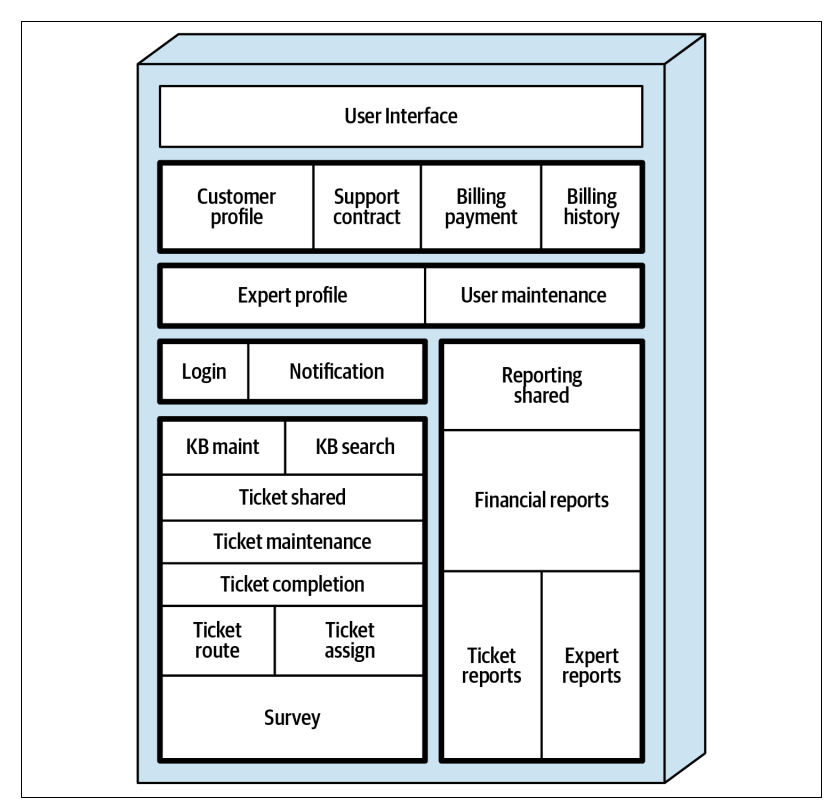 User Interface
Customer
profile
Support
contract
Billing
payment
Billing
history
Expert profile
User maintenance
Login
Notification
Reporting
shared
KB maint
KB search
Ticket shared
Financial reports
Ticket maintenance
Ticket completion
Ticket
route
Ticket
assign
Ticket
reports
Expert
reports
Survey